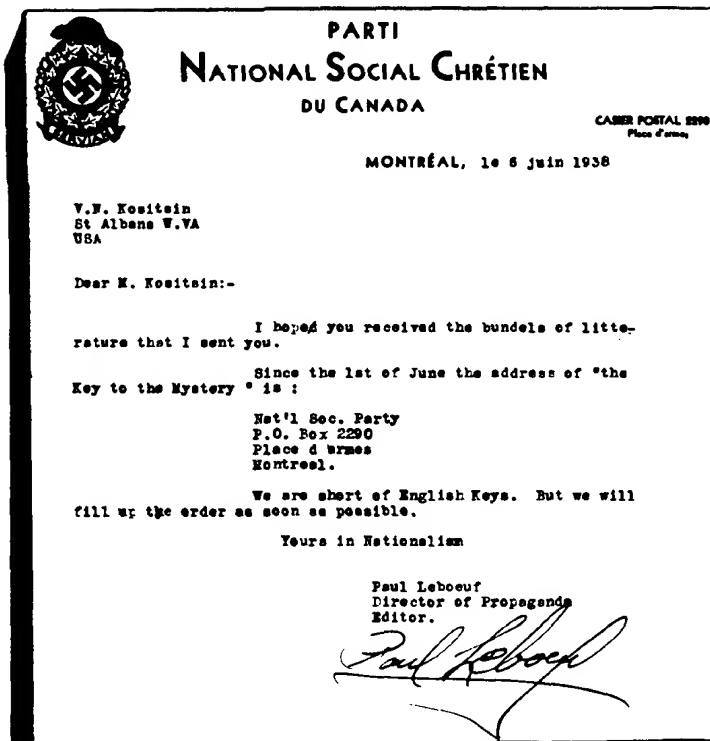 PARTI
NATIONAL SOCIAL CHRÉTIEN
DU CANADA
SERVIAM
CASIER POSTAL 2290
Place d'armes
MONTRÉAL, le 6 juin 1938
V.N. Kositsin
St Albans W.VA
USA
Dear M. Kositsin:-
I hoped you received the bundels of litte-
rature that I sent you.
Since the 1st of June the address of "the
Key to the Mystery " is :
Nat'l Soc. Party
P.O. Box 2290
Place d armes
Montreal.
We are short of English Keys. But we will
fill up the order as soon as possible.
Yours in Nationalism
Paul Leboeuf
Director of Propaganda
Editor.
Paul Leboeuf